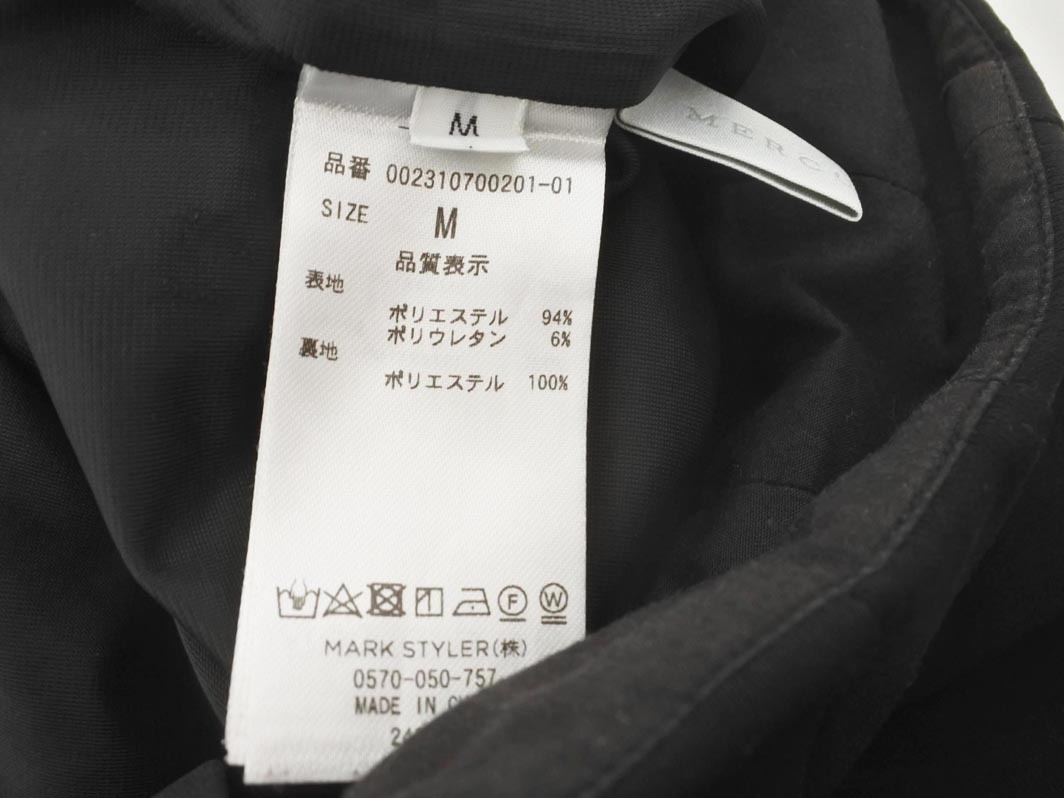 M
MERC
品番 002310700201-01
SIZE M
品質表示
表地
ポリエステル 94%
ポリウレタン 6%
裏地
ポリエステル 100%
F W
MARK STYLER(株)
0570-050-757
MADE IN